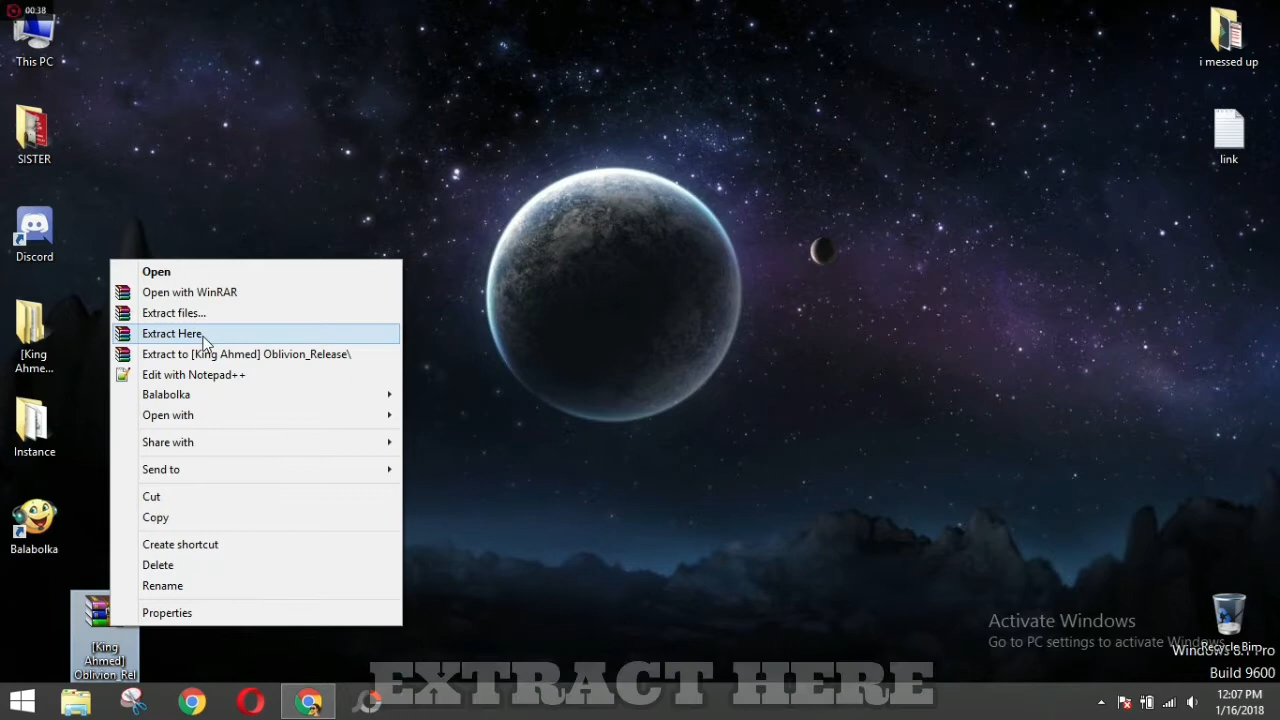 00:38
This PC
SISTER
Discord
[King
Ahme...
Instance
Balabolka
[King
Ahmed]
Oblivion_Rel
Open
Open with WinRAR
Extract files...
Extract Here
Extract to [King Ahmed] Oblivion_Release\
Edit with Notepad++
Balabolka
Open with
Share with
Send to
Cut
Copy
Create shortcut
Delete
Rename
Properties
i messed up
link
Activate Windows
Go to PC settings to activate Windows.
Recycle Bin
Windows 8.1 Pro
Build 9600
EXTRACT HERE
12:07 PM
1/16/2018